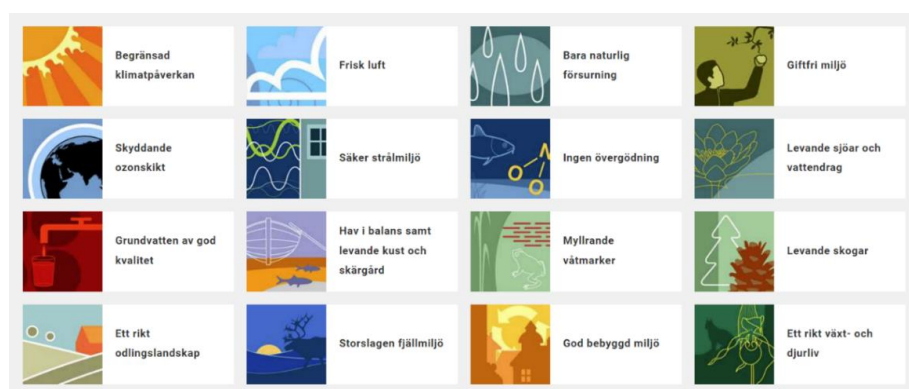 Begränsad
klimatpåverkan
Frisk luft
Bara naturlig
försurning
Giftfri miljö
Skyddande
ozonskikt
Säker strålmiljö
N
O
O
Ingen övergödning
Levande sjöar och
vattendrag
Grundvatten av god
kvalitet
Hav i balans samt
levande kust och
skärgård
Myllrande
våtmarker
Levande skogar
Ett rikt
odlingslandskap
Storslagen fjällmiljö
God bebyggd miljö
Ett rikt växt- och
djurliv